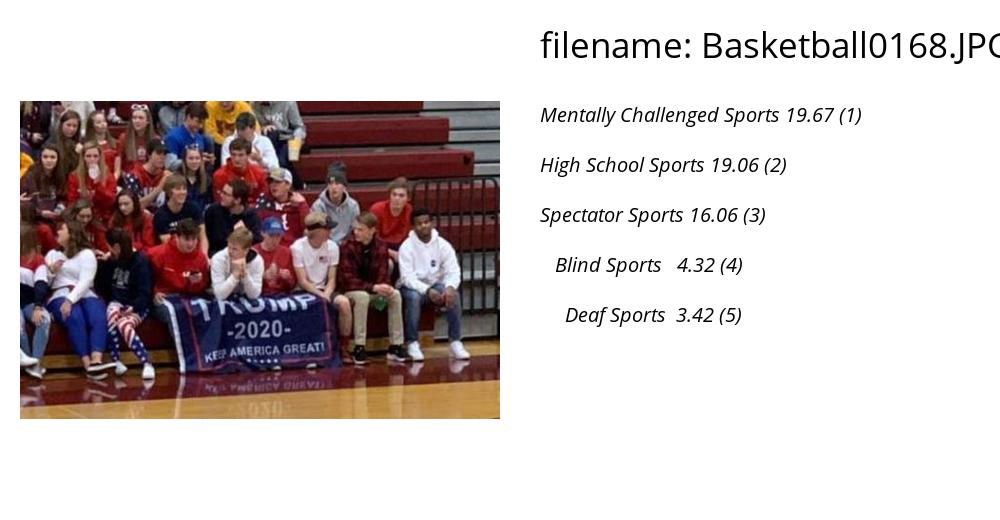 filename: Basketball0168.JPG
Mentally Challenged Sports 19.67 (1)
High School Sports 19.06 (2)
Spectator Sports 16.06 (3)
Blind Sports 4.32 (4)
Deaf Sports 3.42 (5)
TRUMP
-2020-
KEEP AMERICA GREAT!